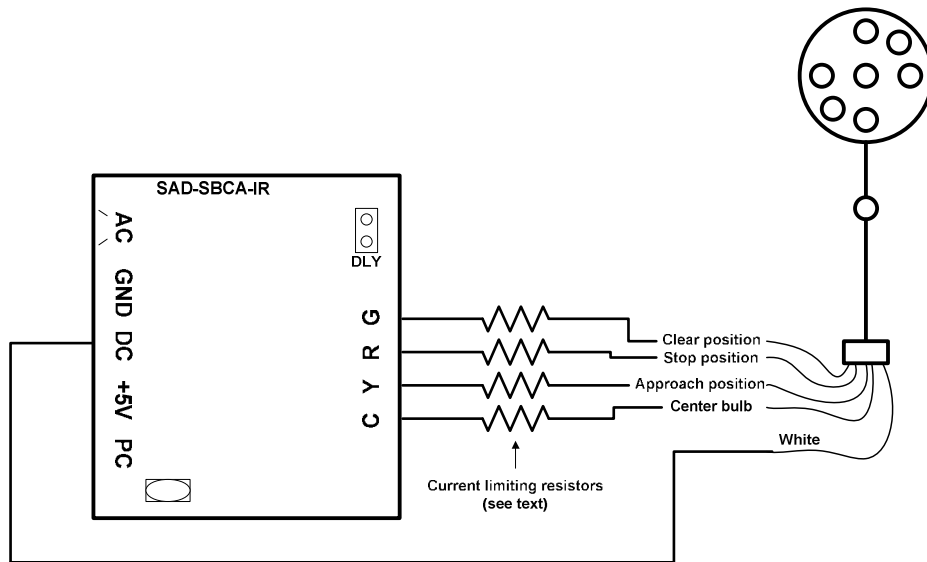 SAD-SBCA-IR
AC
GND
DC
+5V
PC
DLY
G
R
Y
C
Clear position
Stop position
Approach position
Center bulb
White
Current limiting resistors
(see text)